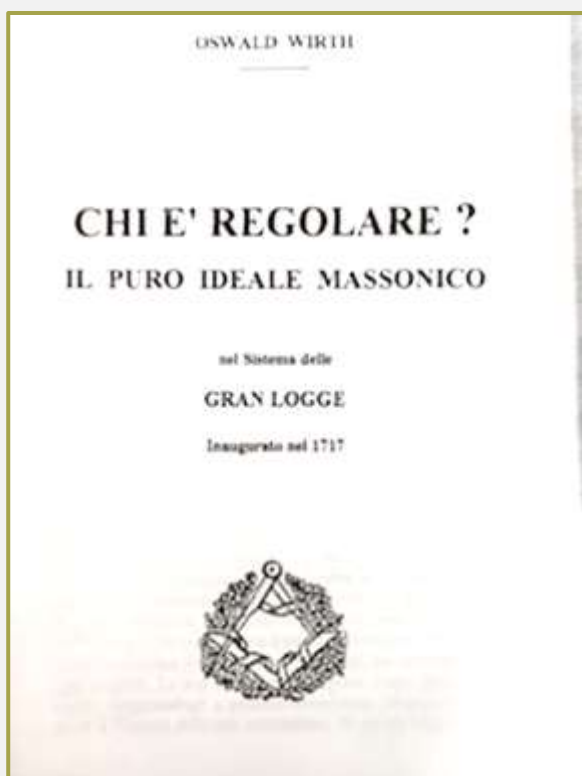 OSWALD WIRTH
CHI E' REGOLARE ?
IL PURO IDEALE MASSONICO
nel Sistema delle
GRAN LOGGE
Inaugurato nel 1717